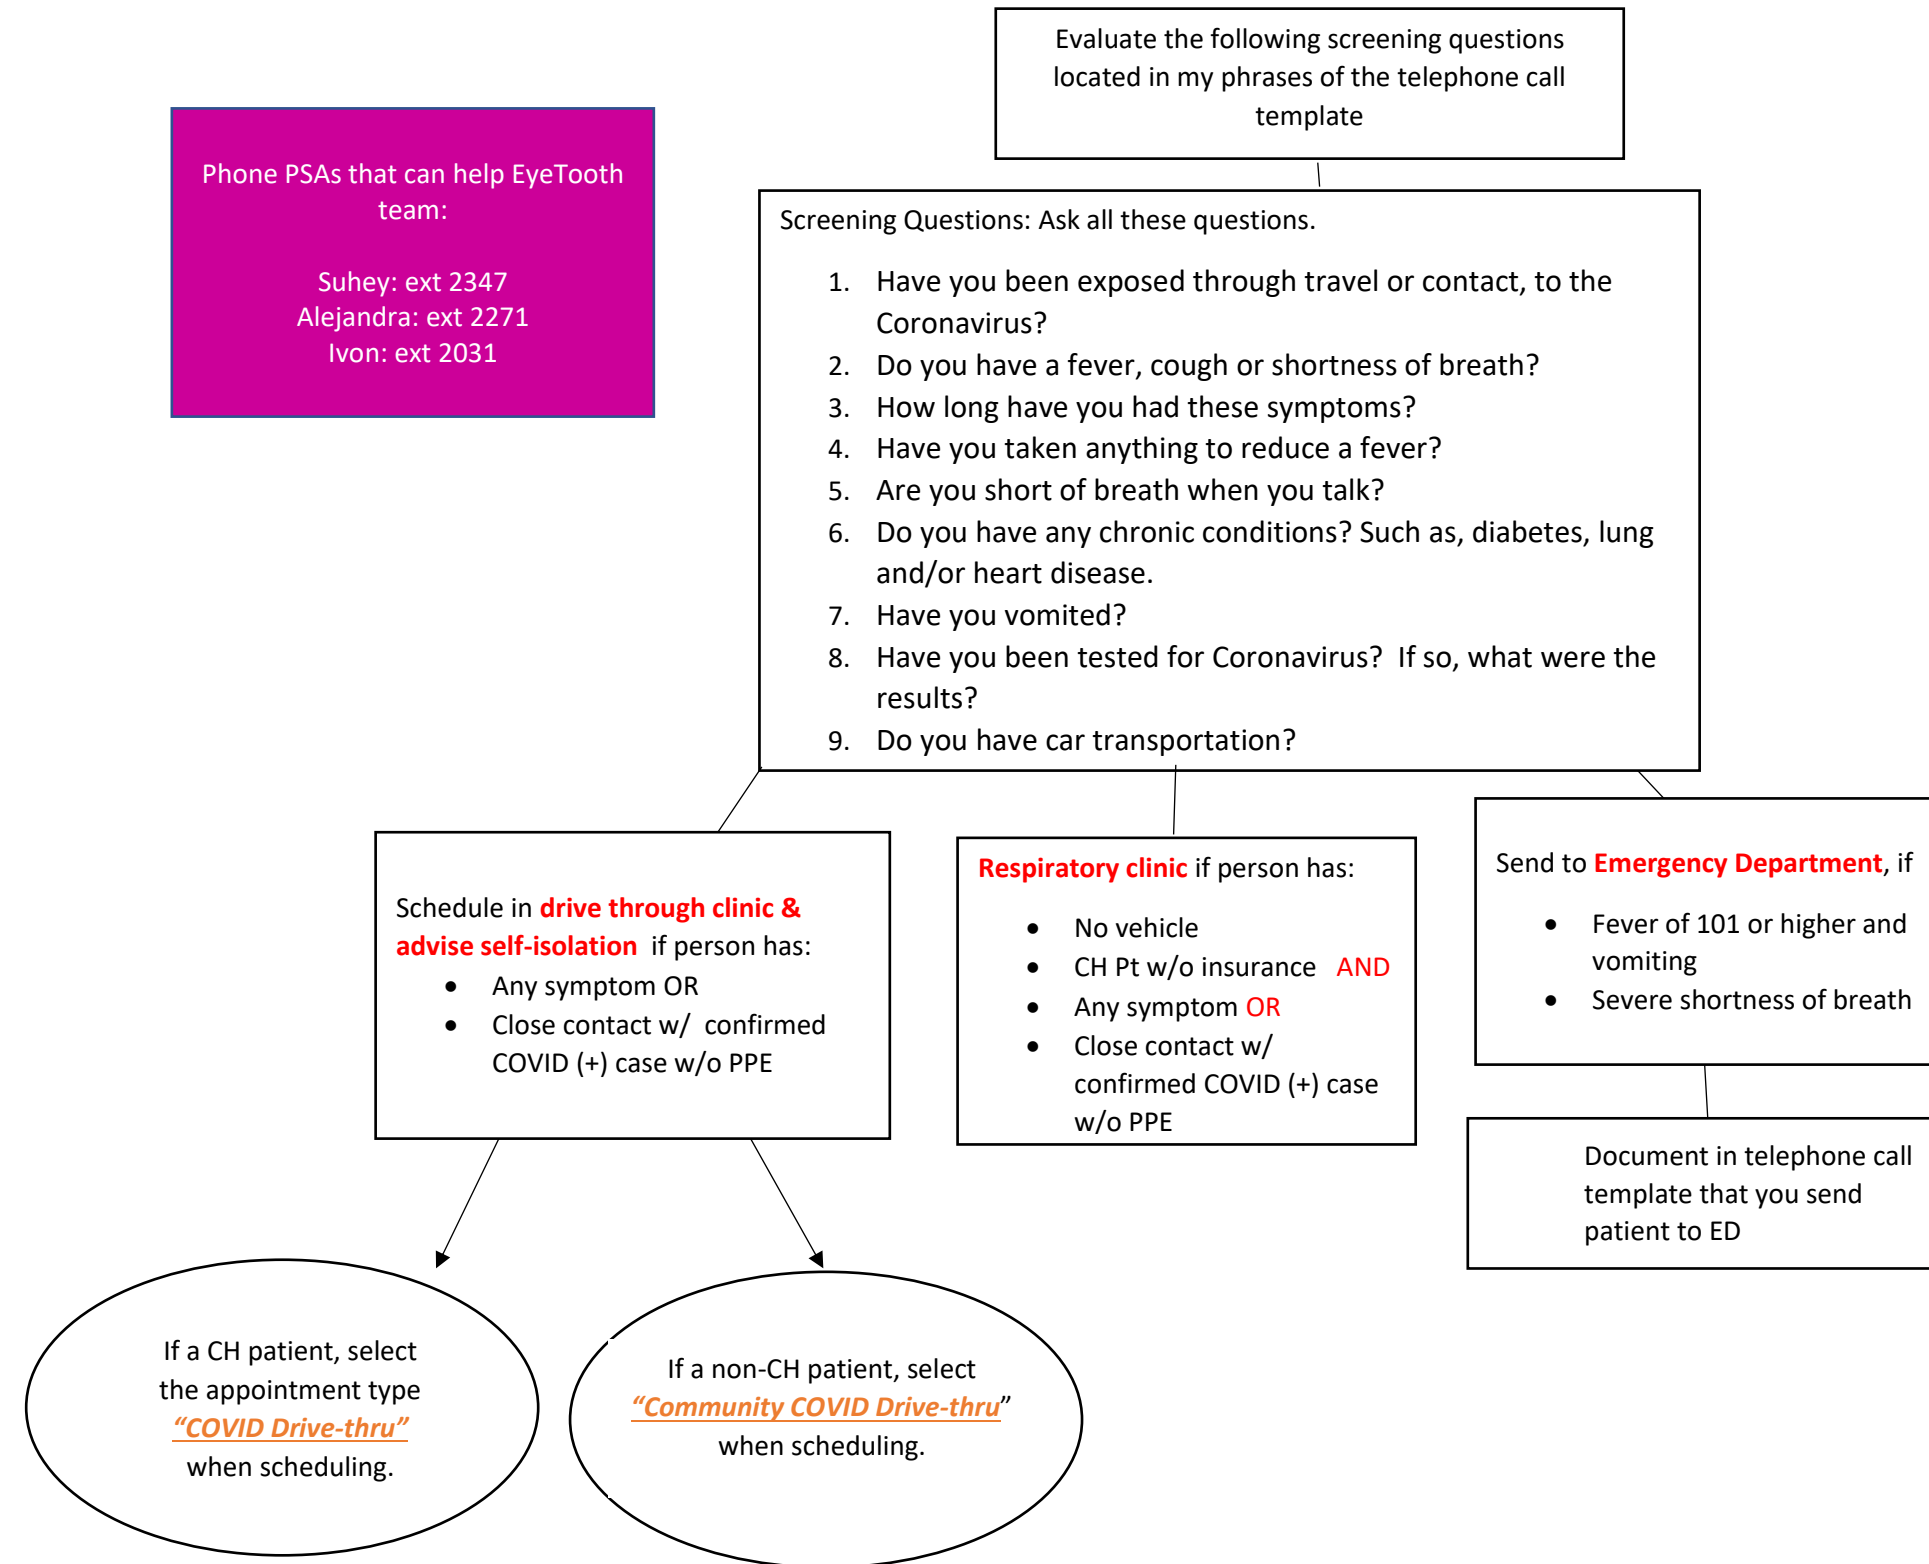 Evaluate the following screening questions
located in my phrases of the telephone call
template
Phone PSAs that can help EyeTooth
team:
Suhey: ext 2347
Alejandra: ext 2271
Ivon: ext 2031
Screening Questions: Ask all these questions.
1. Have you been exposed through travel or contact, to the
Coronavirus?
2. Do you have a fever, cough or shortness of breath?
3. How long have you had these symptoms?
4. Have you taken anything to reduce a fever?
5. Are you short of breath when you talk?
6. Do you have any chronic conditions? Such as, diabetes, lung
and/or heart disease.
7. Have you vomited?
8. Have you been tested for Coronavirus?  If so, what were the
results?
9. Do you have car transportation?
Schedule in drive through clinic &
advise self-isolation  if person has:
• Any symptom OR
• Close contact w/  confirmed
COVID (+) case w/o PPE
Respiratory clinic if person has:
• No vehicle
• CH Pt w/o insurance   AND
• Any symptom OR
• Close contact w/
confirmed COVID (+) case
w/o PPE
Send to Emergency Department, if
• Fever of 101 or higher and
vomiting
• Severe shortness of breath
Document in telephone call
template that you send
patient to ED
If a CH patient, select
the appointment type
“COVID Drive-thru”
when scheduling.
If a non-CH patient, select
“Community COVID Drive-thru”
when scheduling.